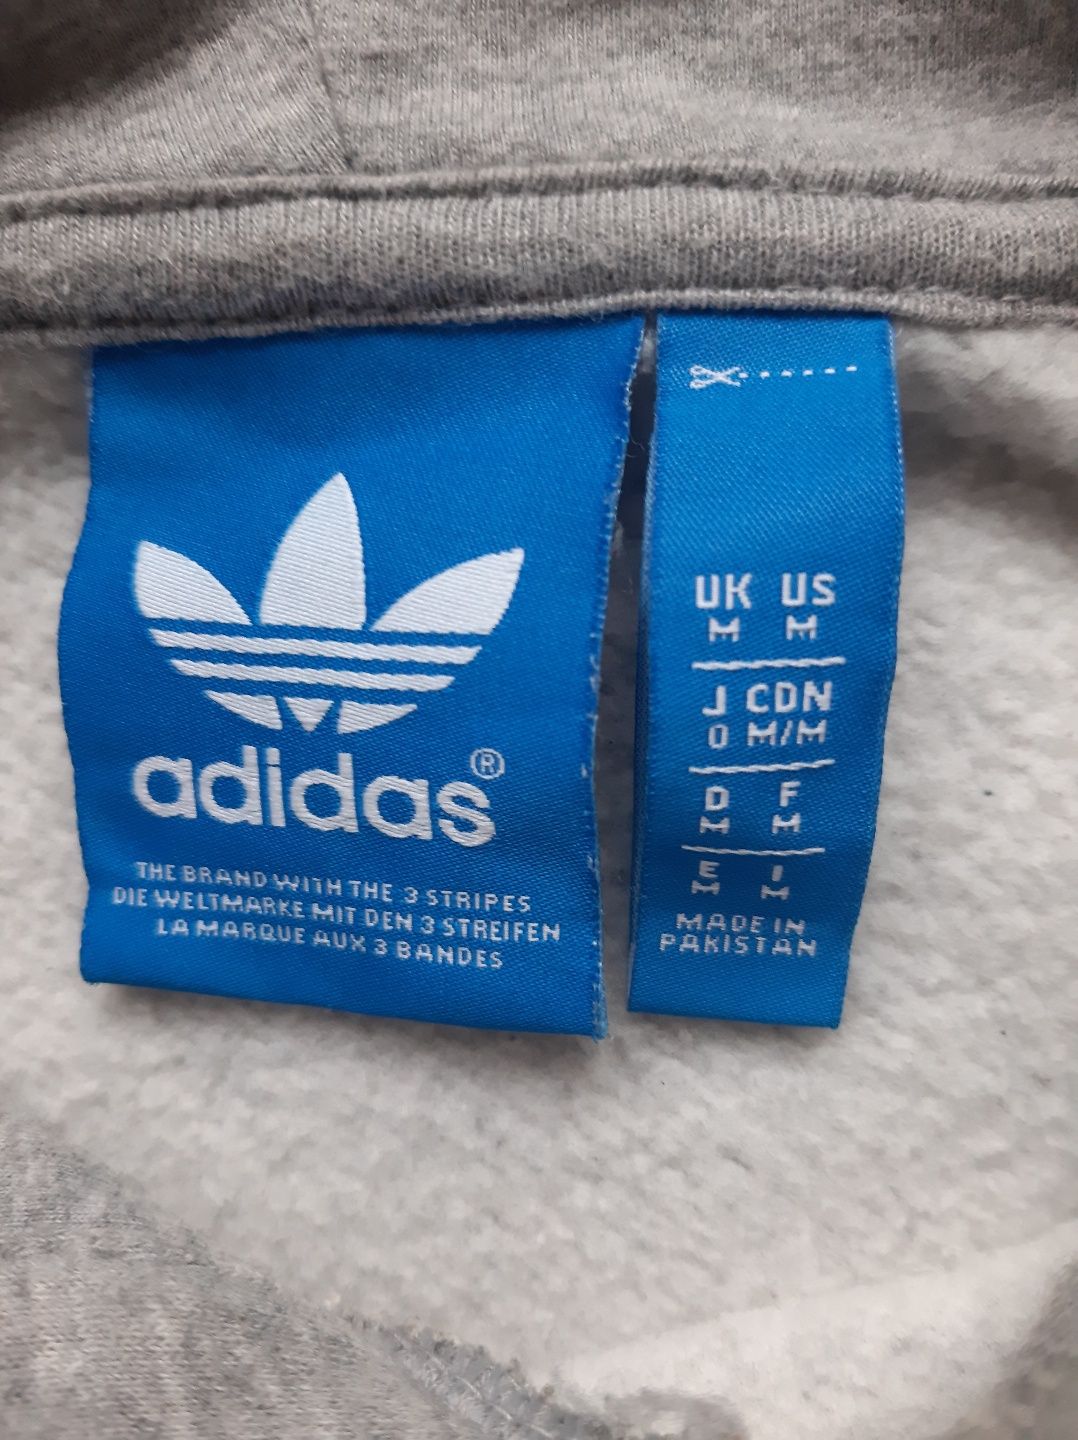 adidas®
THE BRAND WITH THE 3 STRIPES
DIE WELTMARKE MIT DEN 3 STREIFEN
LA MARQUE AUX 3 BANDES
UK US
M M
J CDN
O M/M
D F
M M
E I
M M
MADE IN
PAKISTAN